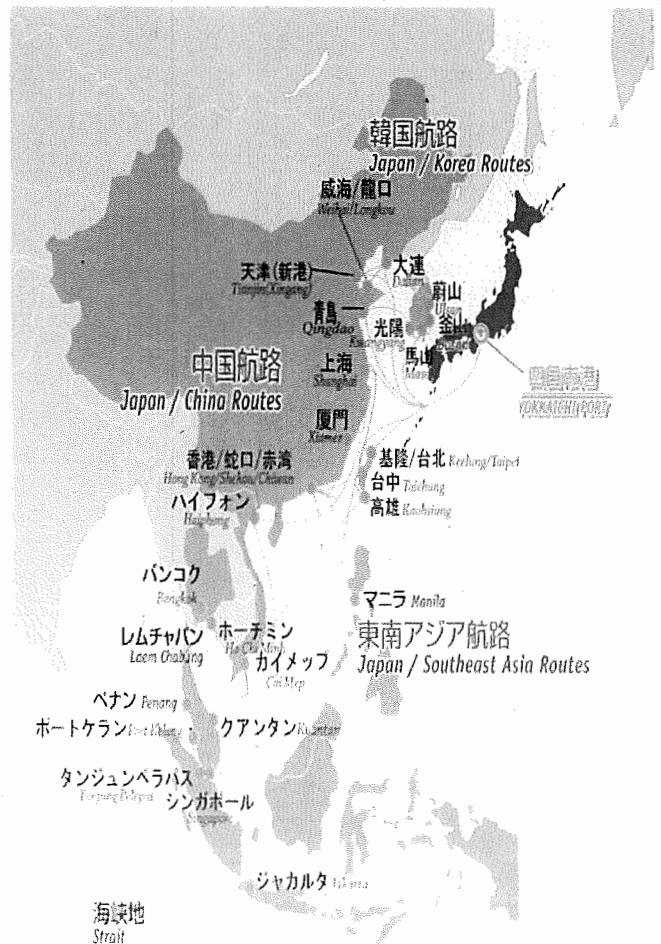 韓国航路
Japan / Korea Routes
威海/龍口
Weihai/Longkou
天津(新港)
Tianjin(Xingang)
大連
Dalian
蔚山
青島
Qingdao
光陽
Kwangyang
釜山
馬山
Masan
中国航路
Japan / China Routes
上海
Shanghai
四日市港
YOKKAICHI PORT
厦門
Xiamen
香港/蛇口/赤湾
Hong Kong/Shekou/Chiwan
基隆/台北 Keelung/Taipei
台中 Taichung
高雄 Kaohsiung
ハイフォン
Haiphong
バンコク
Bangkok
マニラ Manila
レムチャバン
Laem Chabang
ホーチミン
Ho Chi Minh
カイメップ
Cai Mep
東南アジア航路
Japan / Southeast Asia Routes
ペナン Penang
ポートケラン Port Kelang
クアンタン Kuantan
タンジュンペラパス
シンガポール
Singapore
ジャカルタ
海峡地
Strait